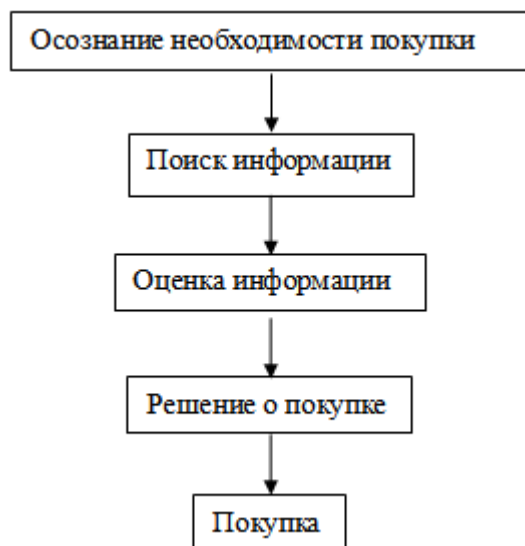 Осознание необходимости покупки
Поиск информации
Оценка информации
Решение о покупке
Покупка